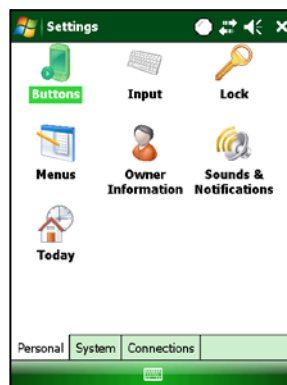 Settings
Buttons
Input
Lock
Menus
Owner
Information
Sounds &
Notifications
Today
Personal System Connections